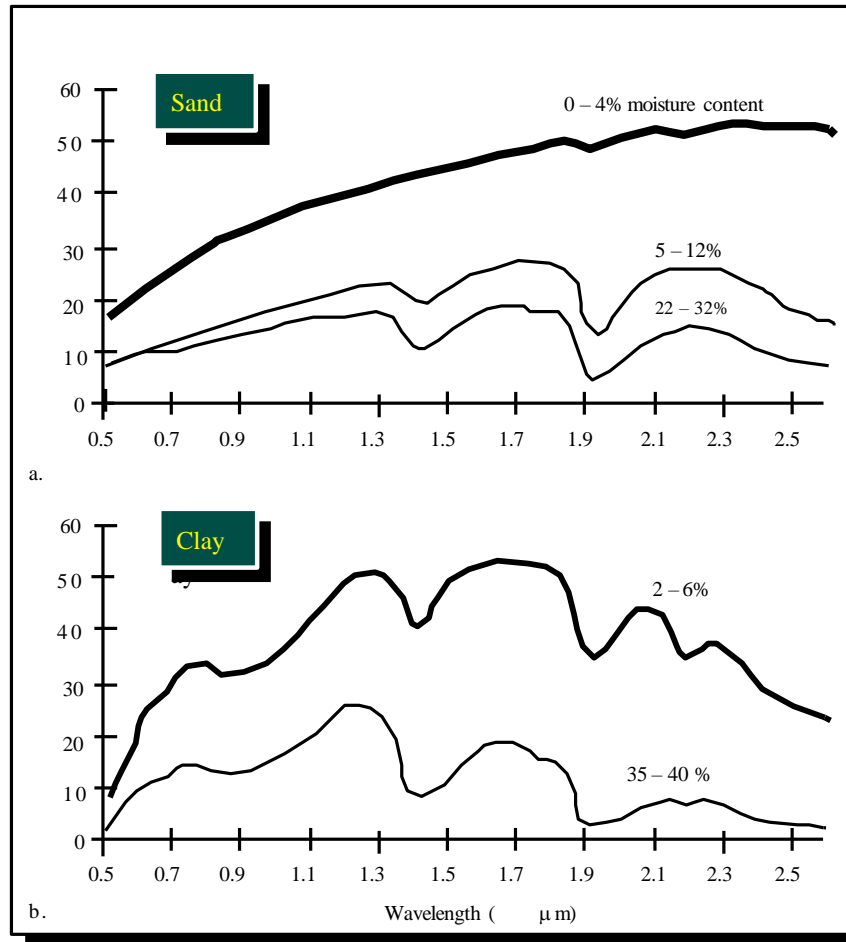 60
Sand
0 – 4% moisture content
50
40
30
5 – 12%
20
22 – 32%
10
0
0.5 0.7 0.9 1.1 1.3 1.5 1.7 1.9 2.1 2.3 2.5
a.
60
Clay
50
2 – 6%
40
30
20
35 – 40 %
10
0
0.5 0.7 0.9 1.1 1.3 1.5 1.7 1.9 2.1 2.3 2.5
b. Wavelength ( μ m)